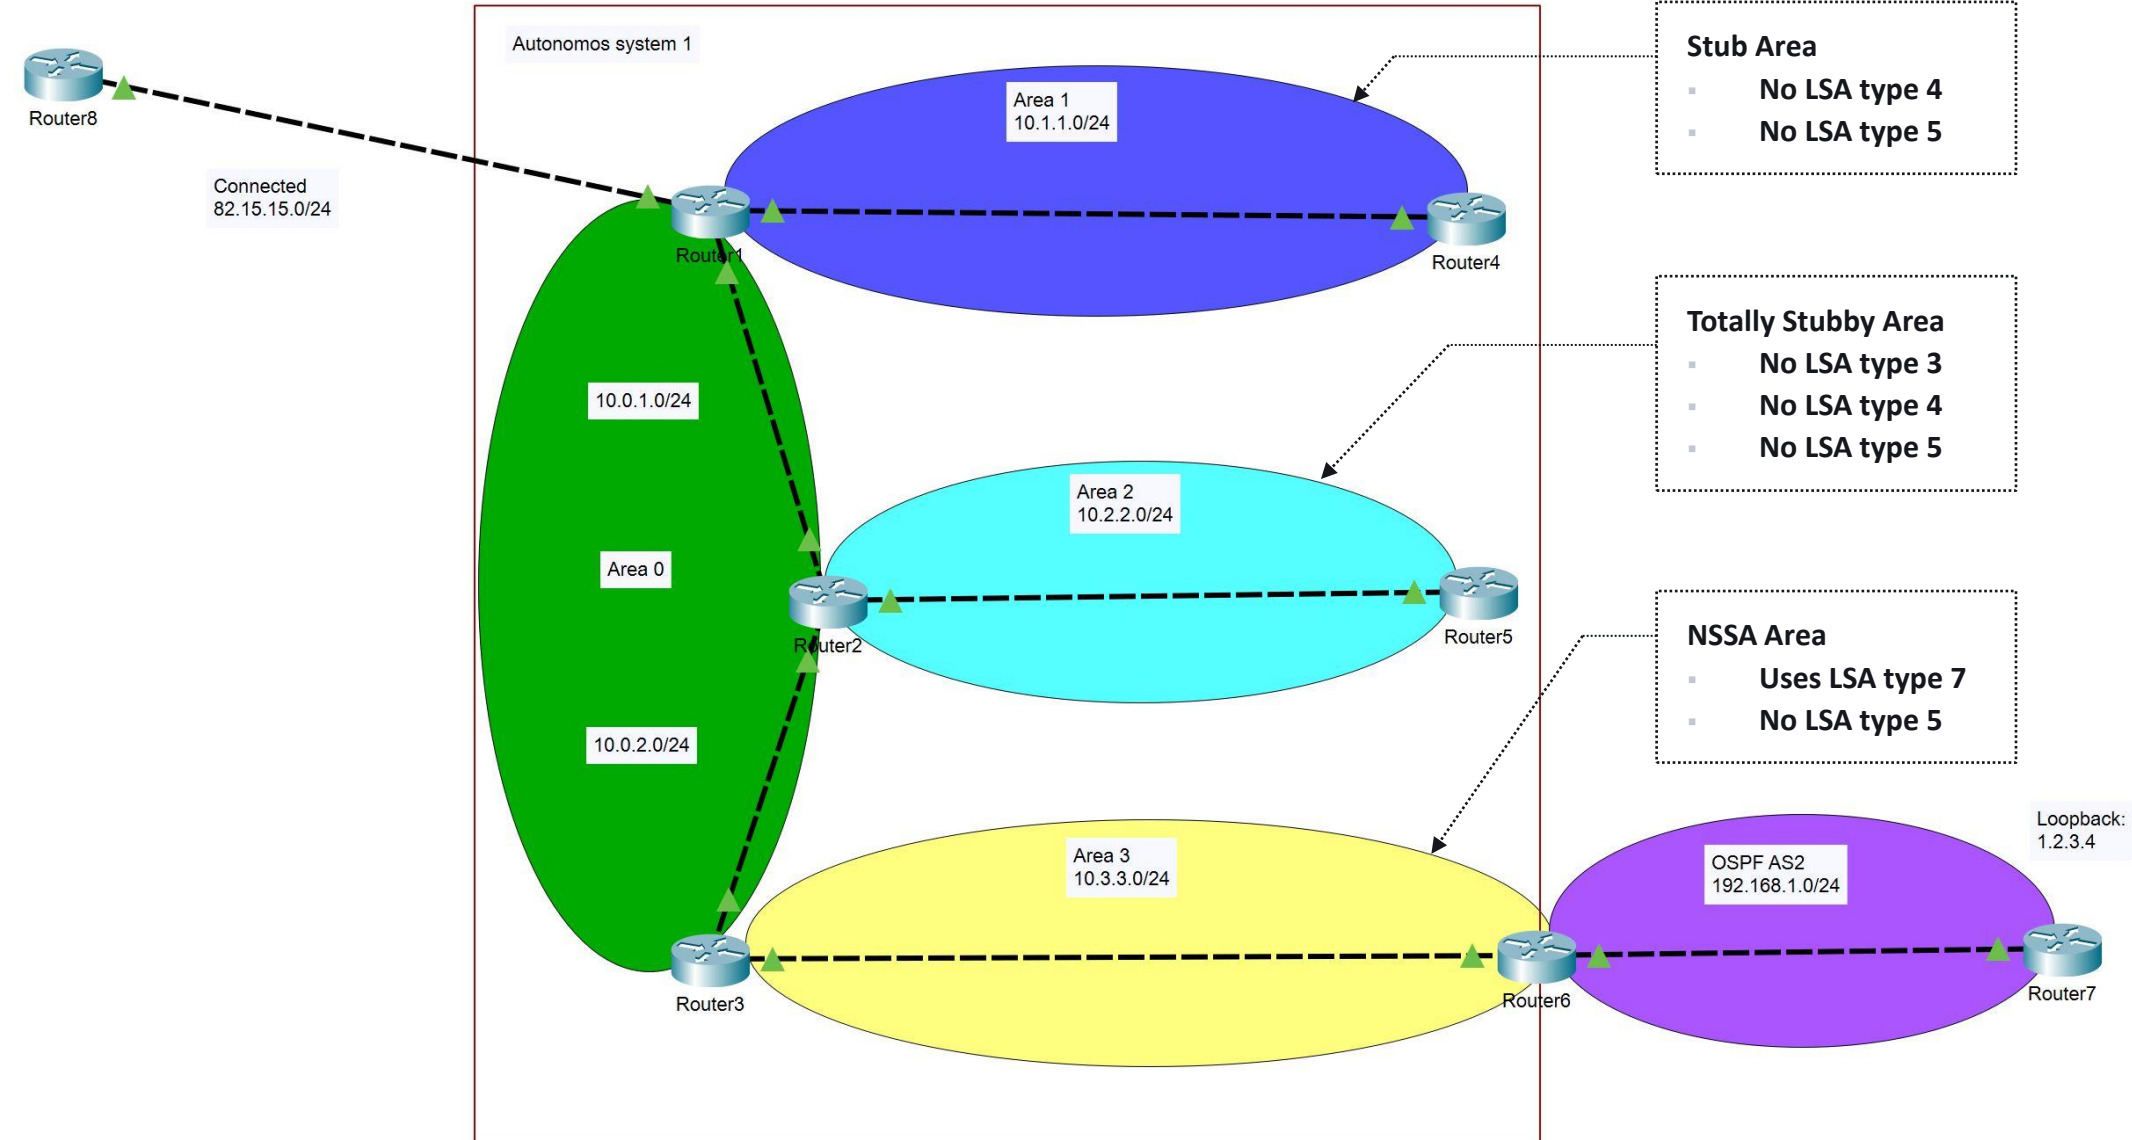 Autonomos system 1
Router8
Connected
82.15.15.0/24
Area 1
10.1.1.0/24
Router1
Router4
Stub Area
▪ No LSA type 4
▪ No LSA type 5
10.0.1.0/24
Area 0
10.0.2.0/24
Area 2
10.2.2.0/24
Router2
Router5
Totally Stubby Area
▪ No LSA type 3
▪ No LSA type 4
▪ No LSA type 5
NSSA Area
▪ Uses LSA type 7
▪ No LSA type 5
Area 3
10.3.3.0/24
Router3
Router6
OSPF AS2
192.168.1.0/24
Loopback:
1.2.3.4
Router7